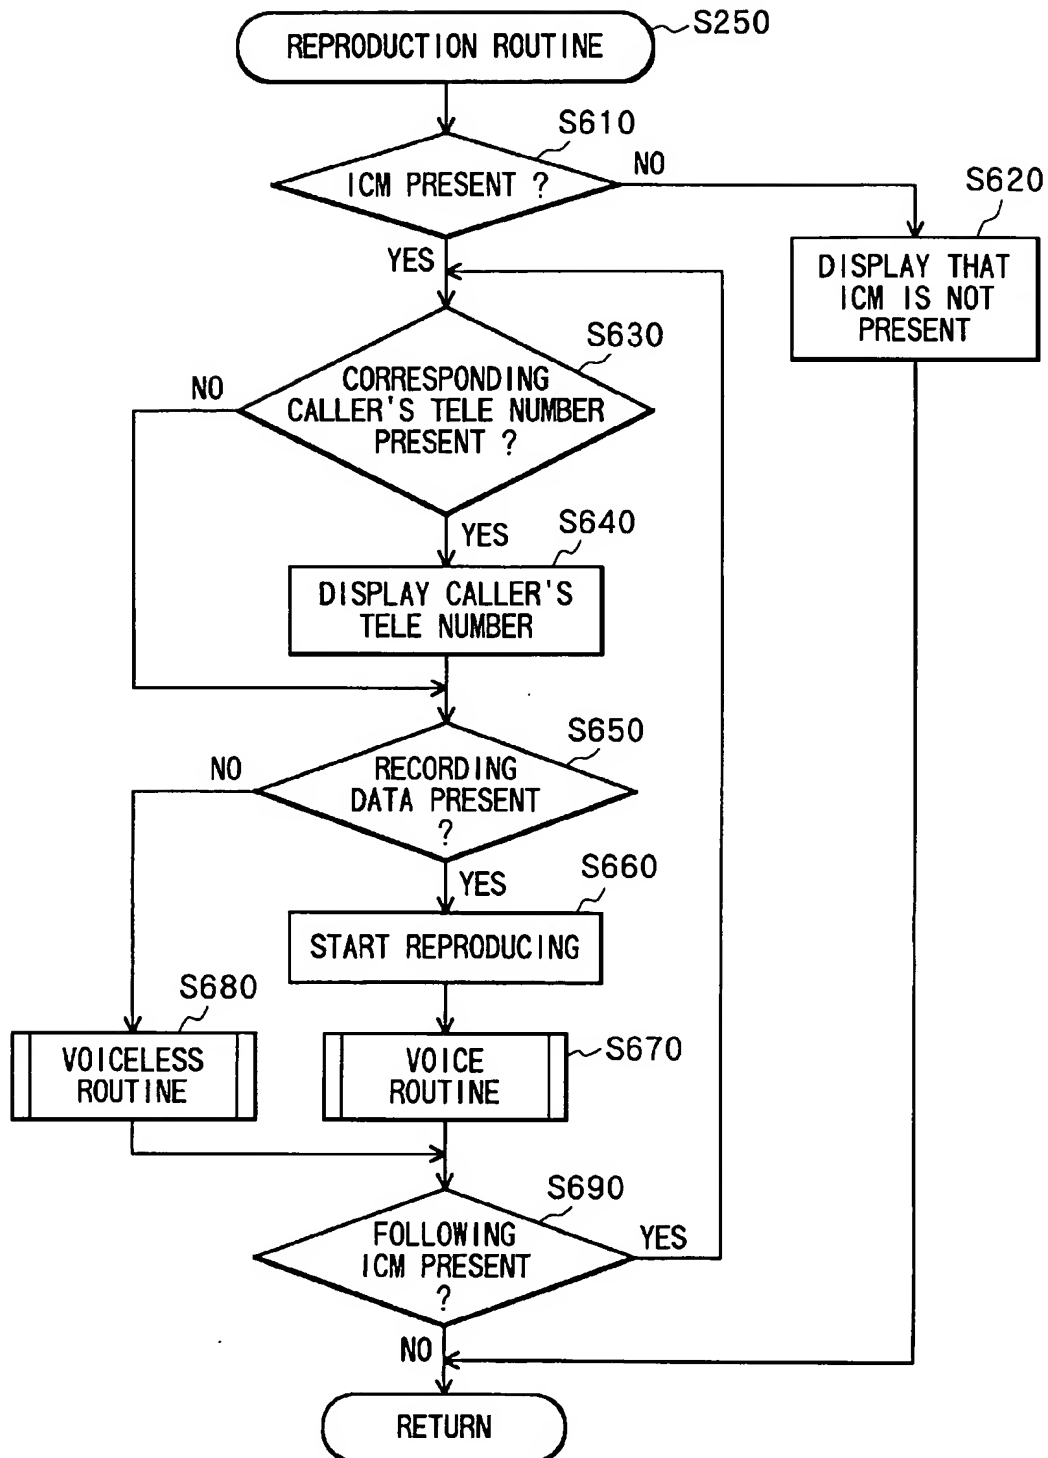 REPRODUCTION ROUTINE
S250
S610
ICM PRESENT ?
NO
S620
DISPLAY THAT
ICM IS NOT
PRESENT
YES
S630
NO
CORRESPONDING
CALLER'S TELE NUMBER
PRESENT ?
YES
S640
DISPLAY CALLER'S
TELE NUMBER
S650
NO
RECORDING
DATA PRESENT
?
YES
S660
START REPRODUCING
S680
VOICELESS
ROUTINE
S670
VOICE
ROUTINE
S690
FOLLOWING
ICM PRESENT
?
YES
NO
RETURN